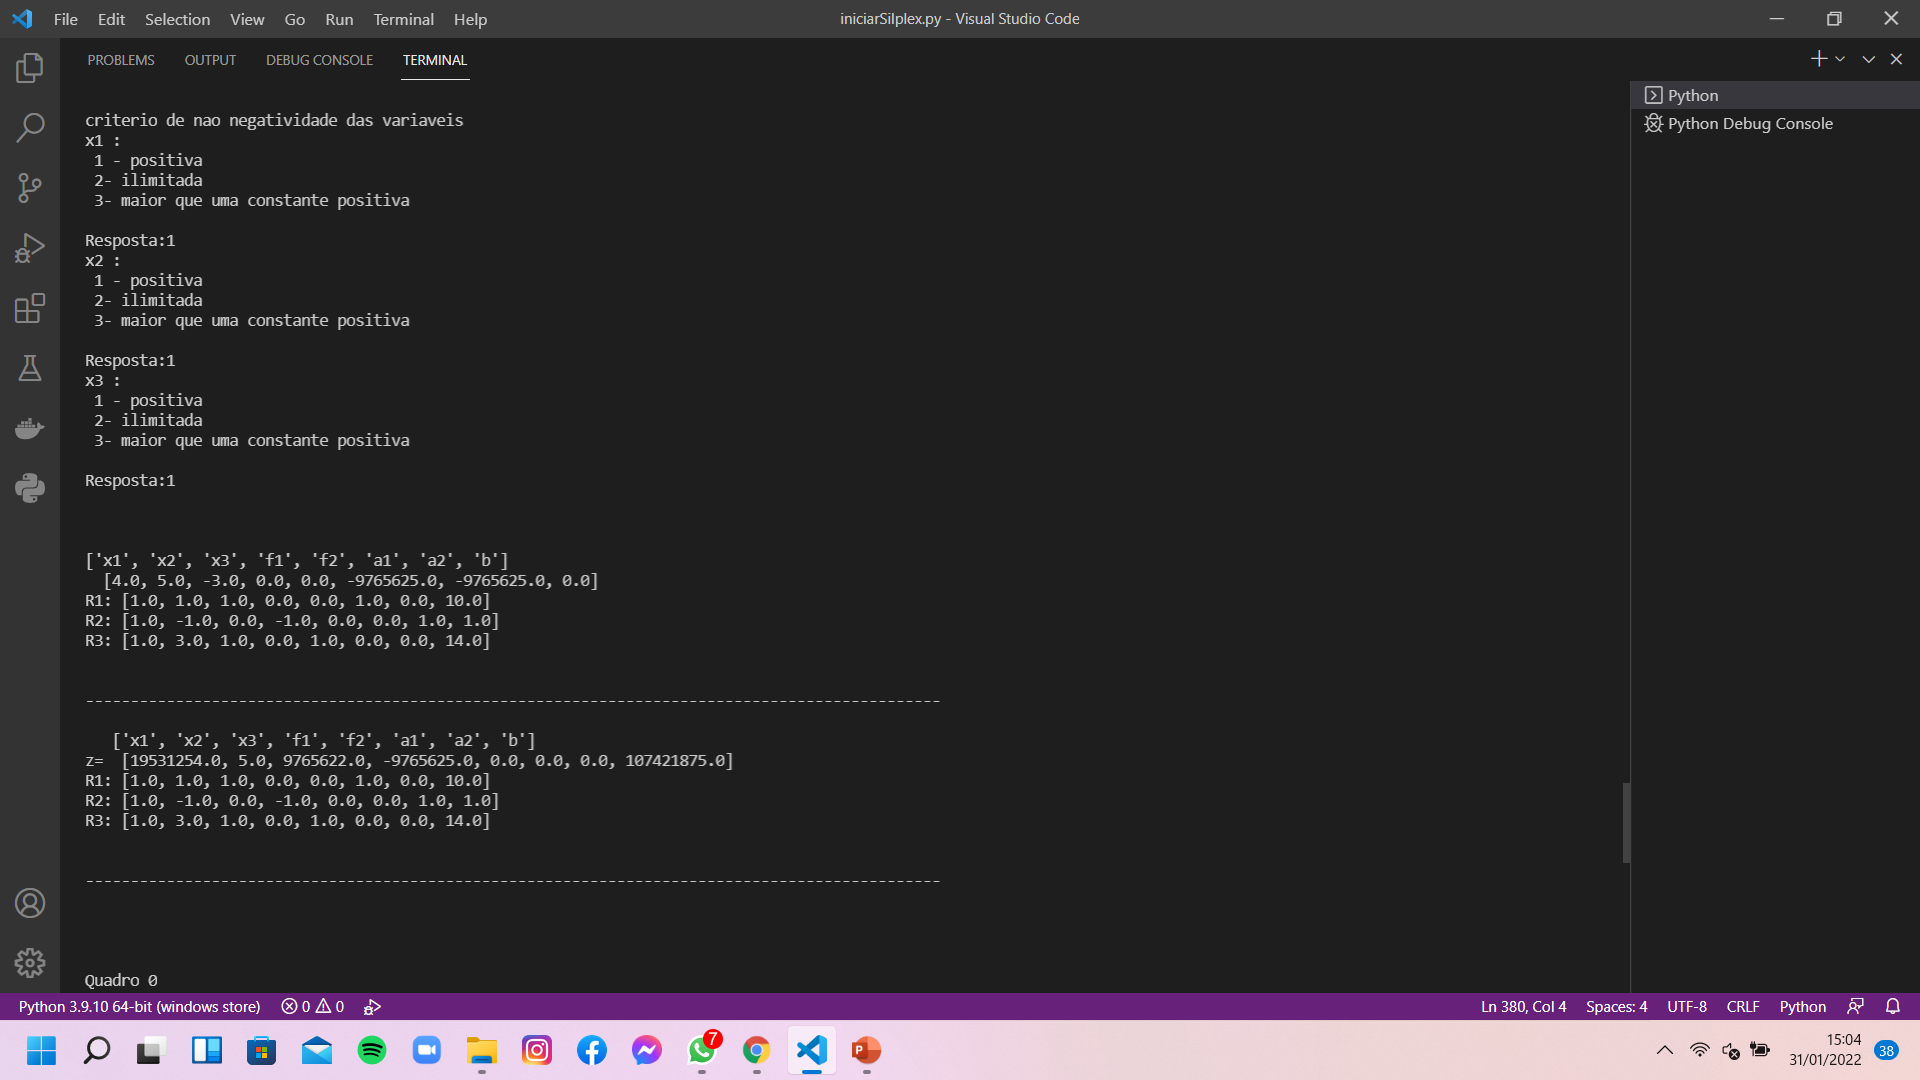 File Edit Selection View Go Run Terminal Help
iniciarSilplex.py - Visual Studio Code
PROBLEMS OUTPUT DEBUG CONSOLE TERMINAL
Python
Python Debug Console
criterio de nao negatividade das variaveis
x1 :
1 - positiva
2- ilimitada
3- maior que uma constante positiva
Resposta:1
x2 :
1 - positiva
2- ilimitada
3- maior que uma constante positiva
Resposta:1
x3 :
1 - positiva
2- ilimitada
3- maior que uma constante positiva
Resposta:1
['x1', 'x2', 'x3', 'f1', 'f2', 'a1', 'a2', 'b']
[4.0, 5.0, -3.0, 0.0, 0.0, -9765625.0, -9765625.0, 0.0]
R1: [1.0, 1.0, 1.0, 0.0, 0.0, 1.0, 0.0, 10.0]
R2: [1.0, -1.0, 0.0, -1.0, 0.0, 0.0, 1.0, 1.0]
R3: [1.0, 3.0, 1.0, 0.0, 1.0, 0.0, 0.0, 14.0]
-----------------------------------------------------------------------------------------------
['x1', 'x2', 'x3', 'f1', 'f2', 'a1', 'a2', 'b']
z= [19531254.0, 5.0, 9765622.0, -9765625.0, 0.0, 0.0, 0.0, 107421875.0]
R1: [1.0, 1.0, 1.0, 0.0, 0.0, 1.0, 0.0, 10.0]
R2: [1.0, -1.0, 0.0, -1.0, 0.0, 0.0, 1.0, 1.0]
R3: [1.0, 3.0, 1.0, 0.0, 1.0, 0.0, 0.0, 14.0]
-----------------------------------------------------------------------------------------------
Quadro 0
Python 3.9.10 64-bit (windows store) 0 0
Ln 380, Col 4 Spaces: 4 UTF-8 CRLF Python
7
P
15:04
31/01/2022
38